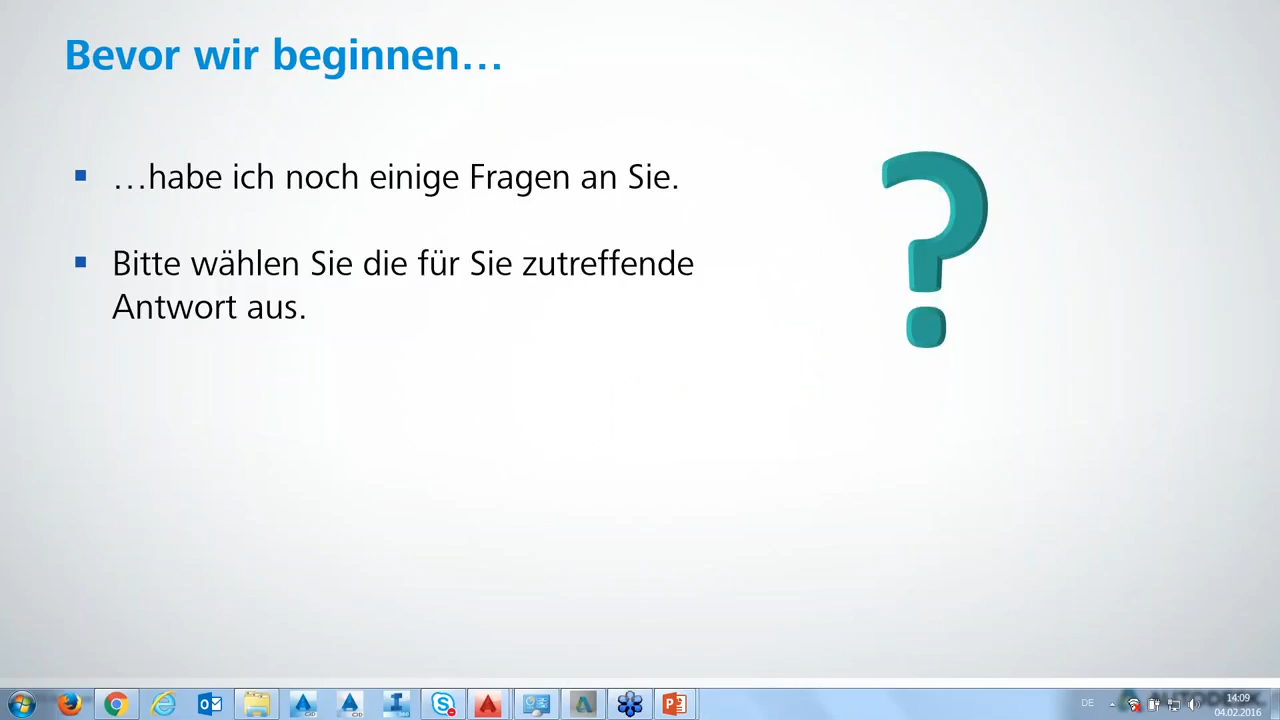 Bevor wir beginnen…
…habe ich noch einige Fragen an Sie.
Bitte wählen Sie die für Sie zutreffende
Antwort aus.
DE
14:09
04.02.2016